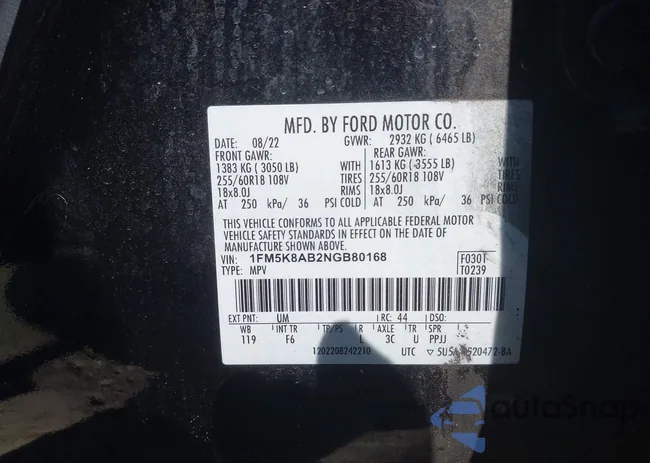 MFD. BY FORD MOTOR CO.
DATE: 08/22 GVWR: 2932 KG ( 6465 LB)
FRONT GAWR: REAR GAWR:
1383 KG ( 3050 LB) WITH 1613 KG ( 3555 LB) WITH
255/60R18 108V TIRES 255/60R18 108V TIRES
18x8.0J RIMS 18x8.0J RIMS
AT 250 kPa/ 36 PSI COLD AT 250 kPa/ 36 PSI COLD
THIS VEHICLE CONFORMS TO ALL APPLICABLE FEDERAL MOTOR
VEHICLE SAFETY STANDARDS IN EFFECT ON THE DATE OF
MANUFACTURE SHOWN ABOVE.
VIN: 1FM5K8AB2NGB80168 F0301
TYPE: MPV T0239
EXT PNT: UM RC: 44 DSO:
WB INT TR TP/PS R AXLE TR SPR
119 F6 L 3C U PPJJ
1202208242210 UTC 520472-BA
autoSnap